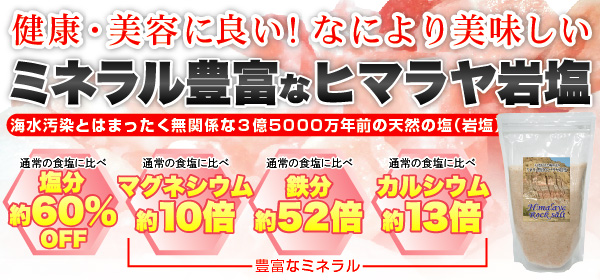 健康・美容に良い！なにより美味しい
ミネラル豊富なヒマラヤ岩塩
海水汚染とはまったく無関係な3億5000万年前の天然の塩（岩塩）
通常の食塩に比べ
塩分
約60%
OFF
通常の食塩に比べ
マグネシウム
約10倍
通常の食塩に比べ
鉄分
約52倍
通常の食塩に比べ
カルシウム
約13倍
豊富なミネラル
Rock salt